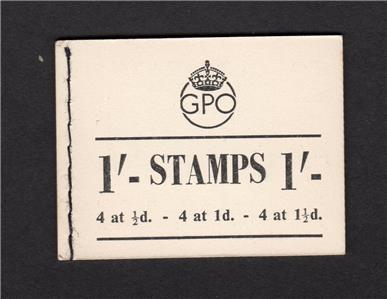 GPO
1/- STAMPS 1/-
4 at ½d. - 4 at 1d. - 4 at 1½d.